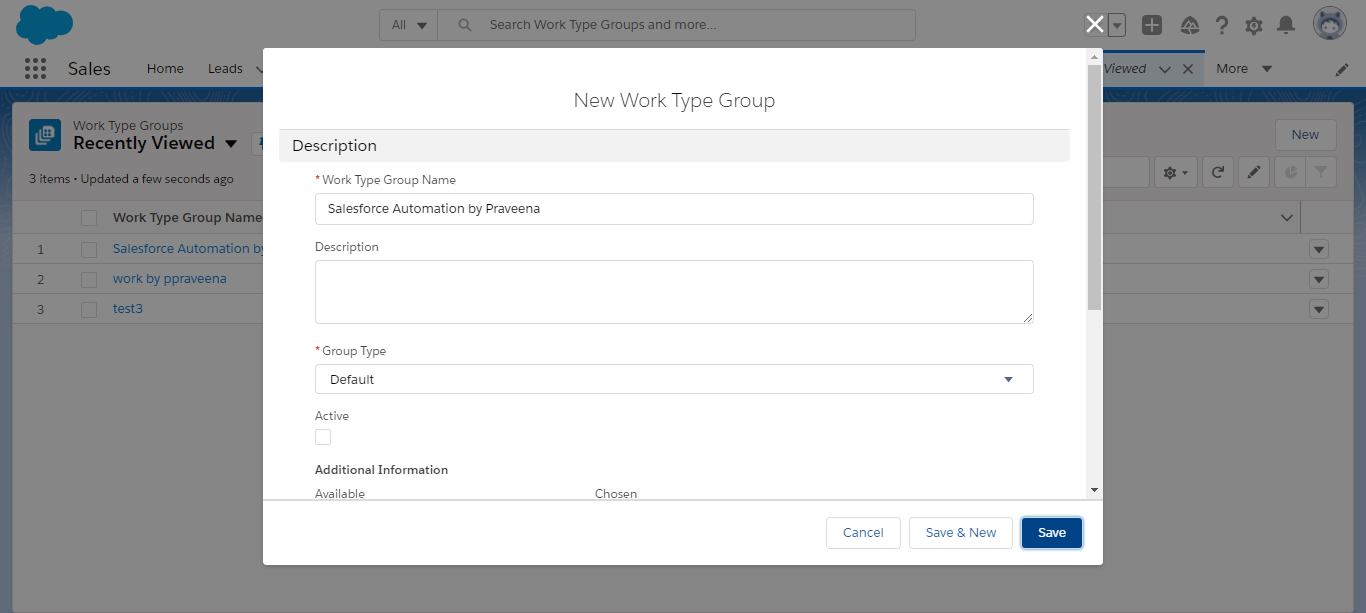 All
Search Work Type Groups and more...
Sales
Home
Leads
Viewed
More
Work Type Groups
Recently Viewed
New
3 items • Updated a few seconds ago
Work Type Group Name
1
Salesforce Automation by
2
work by ppraveena
3
test3
New Work Type Group
Description
* Work Type Group Name
Salesforce Automation by Praveena
Description
* Group Type
Default
Active
Additional Information
Available Chosen
Cancel
Save & New
Save